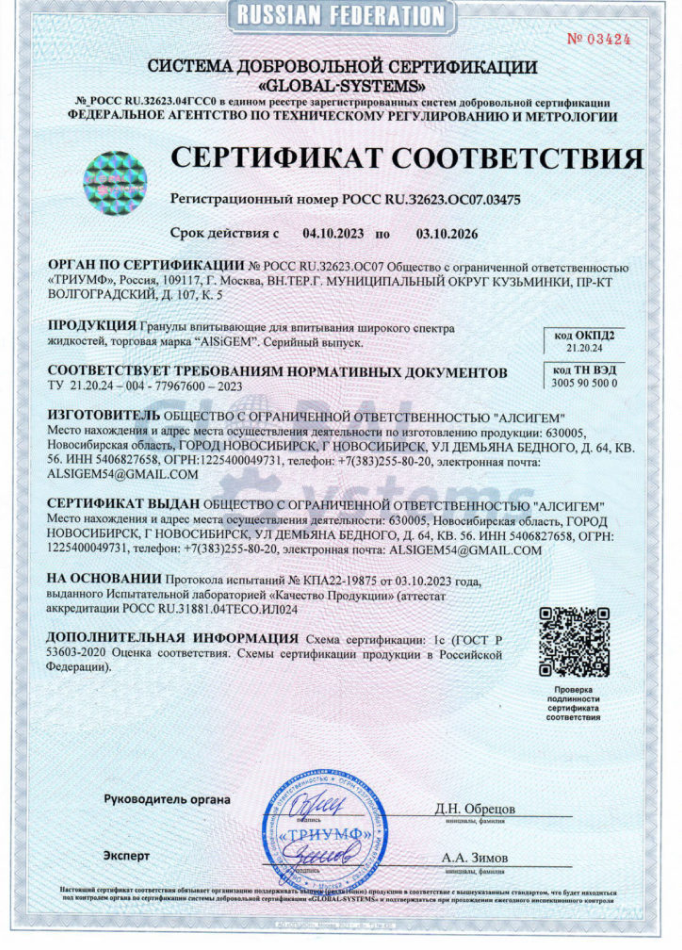 RUSSIAN FEDERATION
№ 03424
СИСТЕМА ДОБРОВОЛЬНОЙ СЕРТИФИКАЦИИ
«GLOBAL-SYSTEMS»
№ РОСС RU.32623.04ГСС0 в едином реестре зарегистрированных систем добровольной сертификации
ФЕДЕРАЛЬНОЕ АГЕНТСТВО ПО ТЕХНИЧЕСКОМУ РЕГУЛИРОВАНИЮ И МЕТРОЛОГИИ
СЕРТИФИКАТ СООТВЕТСТВИЯ
Регистрационный номер РОСС RU.32623.ОС07.03475
Срок действия с 04.10.2023 по 03.10.2026
ОРГАН ПО СЕРТИФИКАЦИИ № РОСС RU.32623.ОС07 Общество с ограниченной ответственностью
«ТРИУМФ», Россия, 109117, Г. Москва, ВН.ТЕР.Г. МУНИЦИПАЛЬНЫЙ ОКРУГ КУЗЬМИНКИ, ПР-КТ
ВОЛГОГРАДСКИЙ, Д. 107, К. 5
ПРОДУКЦИЯ Гранулы впитывающие для впитывания широкого спектра
жидкостей, торговая марка “AlSiGEM”. Серийный выпуск.
код ОКПД2
21.20.24
СООТВЕТСТВУЕТ ТРЕБОВАНИЯМ НОРМАТИВНЫХ ДОКУМЕНТОВ
ТУ 21.20.24 – 004 - 77967600 – 2023
код ТН ВЭД
3005 90 500 0
ИЗГОТОВИТЕЛЬ ОБЩЕСТВО С ОГРАНИЧЕННОЙ ОТВЕТСТВЕННОСТЬЮ "АЛСИГЕМ"
Место нахождения и адрес места осуществления деятельности по изготовлению продукции: 630005,
Новосибирская область, ГОРОД НОВОСИБИРСК, Г НОВОСИБИРСК, УЛ ДЕМЬЯНА БЕДНОГО, Д. 64, КВ.
56. ИНН 5406827658, ОГРН:1225400049731, телефон: +7(383)255-80-20, электронная почта:
ALSIGEM54@GMAIL.COM
СЕРТИФИКАТ ВЫДАН ОБЩЕСТВО С ОГРАНИЧЕННОЙ ОТВЕТСТВЕННОСТЬЮ "АЛСИГЕМ"
Место нахождения и адрес места осуществления деятельности: 630005, Новосибирская область, ГОРОД
НОВОСИБИРСК, Г НОВОСИБИРСК, УЛ ДЕМЬЯНА БЕДНОГО, Д. 64, КВ. 56. ИНН 5406827658, ОГРН:
1225400049731, телефон: +7(383)255-80-20, электронная почта: ALSIGEM54@GMAIL.COM
НА ОСНОВАНИИ Протокола испытаний № КПА22-19875 от 03.10.2023 года,
выданного Испытательной лабораторией «Качество Продукции» (аттестат
аккредитации РОСС RU.31881.04ТЕСО.ИЛ024
ДОПОЛНИТЕЛЬНАЯ ИНФОРМАЦИЯ Схема сертификации: 1с (ГОСТ Р
53603-2020 Оценка соответствия. Схемы сертификации продукции в Российской
Федерации).
Проверка
подлинности
сертификата
соответствия
Руководитель органа
подпись
Д.Н. Обрецов
инициалы, фамилия
«ТРИУМФ»
Эксперт
подпись
А.А. Зимов
инициалы, фамилия
Настоящий сертификат соответствия обязывает организацию поддерживать выпуск продукции в соответствие с вышеуказанным стандартом, что будет находиться
под контролем органа по сертификации системы добровольной сертификации «GLOBAL-SYSTEMS» и подтверждаться при прохождении ежегодного инспекционного контроля